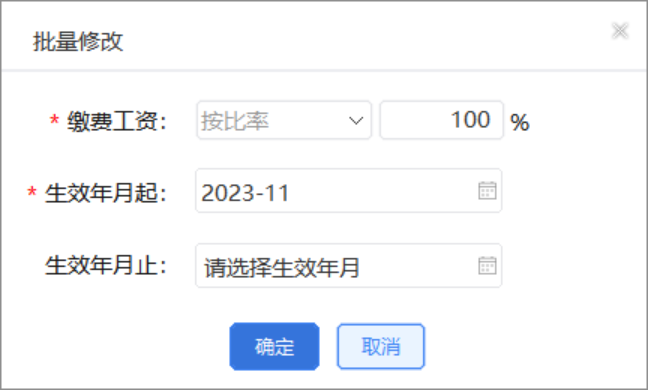 批量修改
* 缴费工资： 按比率 100 %
* 生效年月起： 2023-11
生效年月止： 请选择生效年月
确定 取消